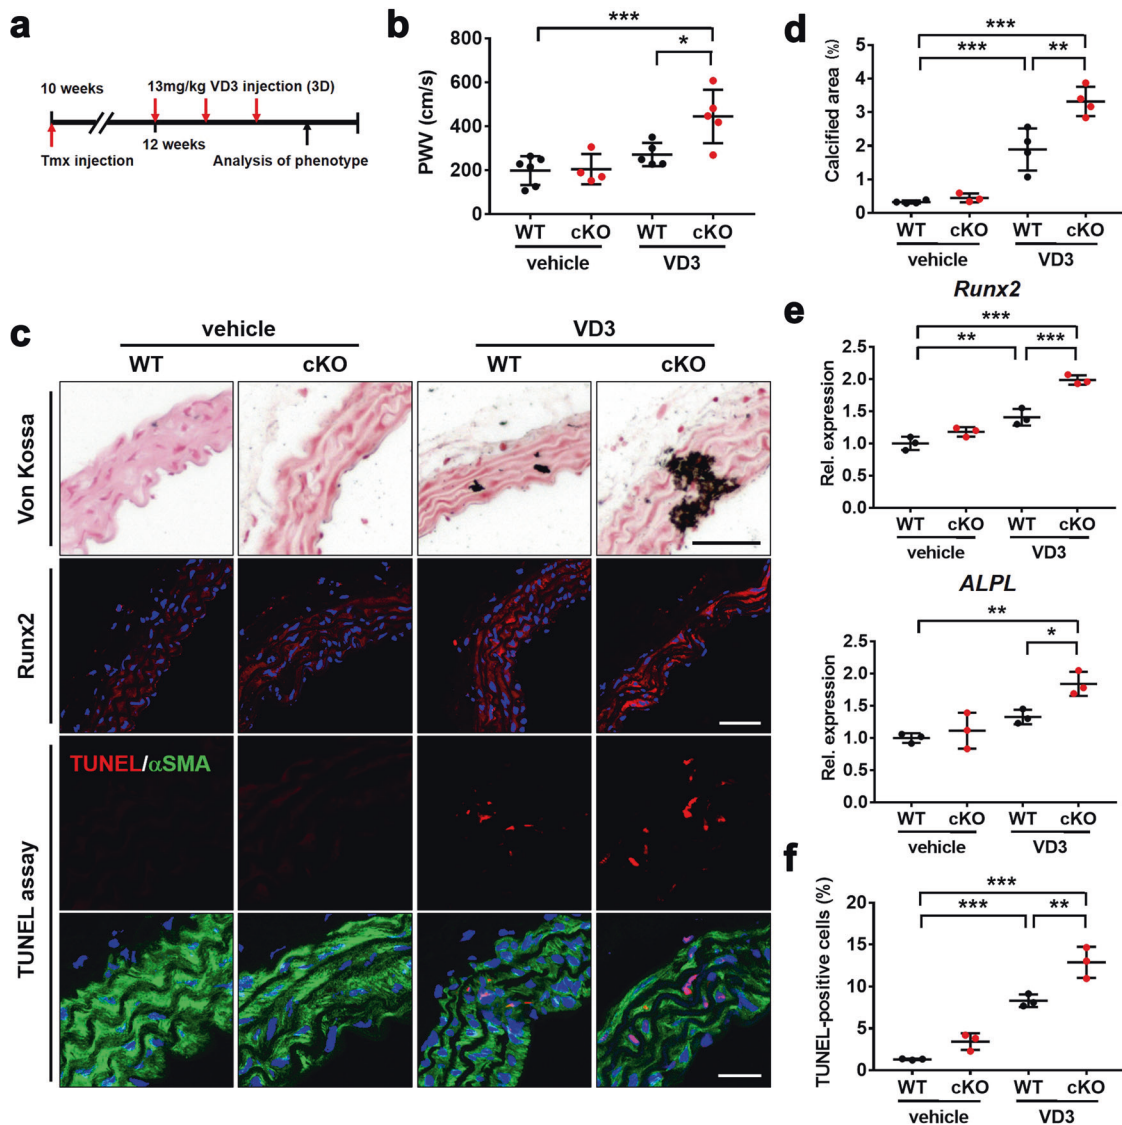 a
10 weeks
13mg/kg VD3 injection (3D)
Tmx injection
12 weeks
Analysis of phenotype
b
PWV (cm/s)
800
600
400
200
0
***
*
WT cKO WT cKO
vehicle VD3
c
vehicle VD3
WT cKO WT cKO
Von Kossa
Runx2
TUNEL assay
TUNEL/αSMA
d
Calcified area (%)
5
4
3
2
1
0
***
*** **
WT cKO WT cKO
vehicle VD3
e
Runx2
Rel. expression
2.5
2.0
1.5
1.0
0.5
0.0
***
** ***
WT cKO WT cKO
vehicle VD3
ALPL
Rel. expression
2.5
2.0
1.5
1.0
0.5
0.0
**
*
WT cKO WT cKO
vehicle VD3
f
TUNEL-positive cells (%)
20
15
10
5
0
***
*** **
WT cKO WT cKO
vehicle VD3